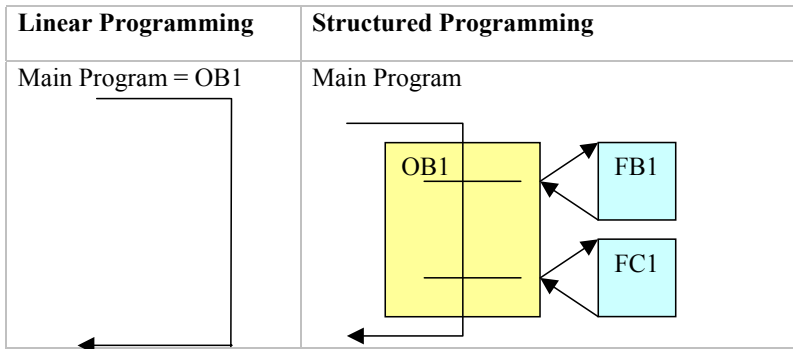 Linear Programming
Structured Programming
Main Program = OB1
Main Program
OB1
FB1
FC1